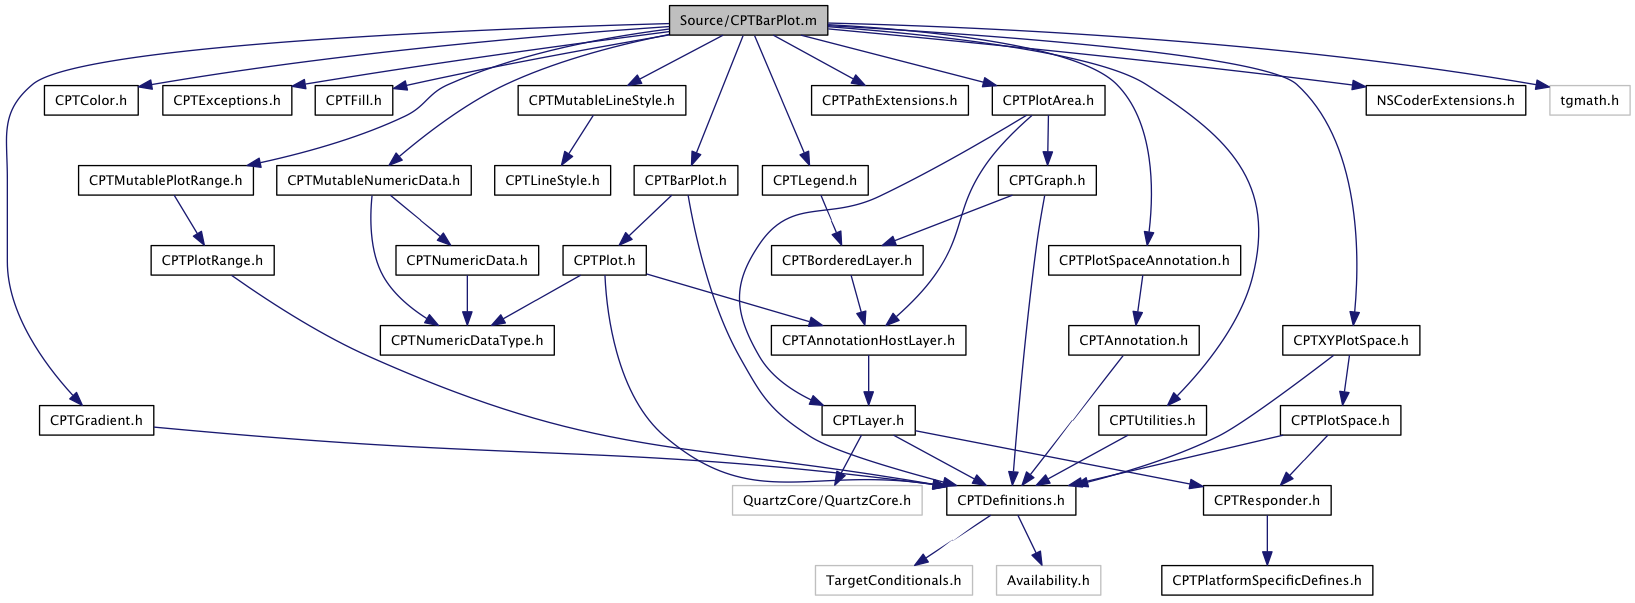 Source/CPTBarPlot.m
CPTColor.h
CPTExceptions.h
CPTFill.h
CPTMutableLineStyle.h
CPTPathExtensions.h
CPTPlotArea.h
NSCoderExtensions.h
tgmath.h
CPTMutablePlotRange.h
CPTMutableNumericData.h
CPTLineStyle.h
CPTBarPlot.h
CPTLegend.h
CPTGraph.h
CPTPlotRange.h
CPTNumericData.h
CPTPlot.h
CPTBorderedLayer.h
CPTPlotSpaceAnnotation.h
CPTNumericDataType.h
CPTAnnotationHostLayer.h
CPTAnnotation.h
CPTXYPlotSpace.h
CPTGradient.h
CPTLayer.h
CPTUtilities.h
CPTPlotSpace.h
QuartzCore/QuartzCore.h
CPTDefinitions.h
CPTResponder.h
TargetConditionals.h
Availability.h
CPTPlatformSpecificDefines.h